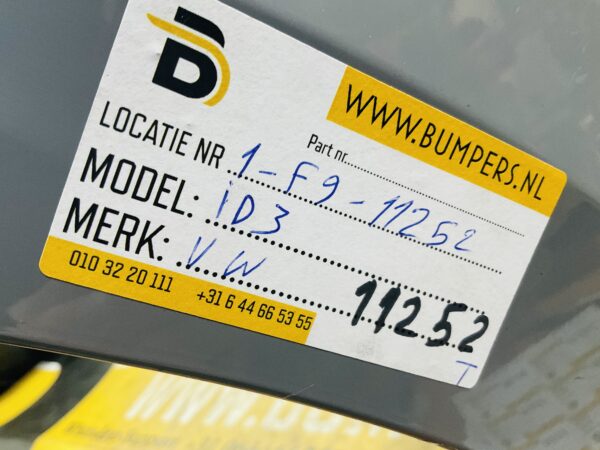 B
WWW.BUMPERS.NL
Part nr.
LOCATIE NR 1-F9-11252
MODEL: iD3
MERK: VW
11252
T
010 32 20 111 +31 6 44 66 53 55